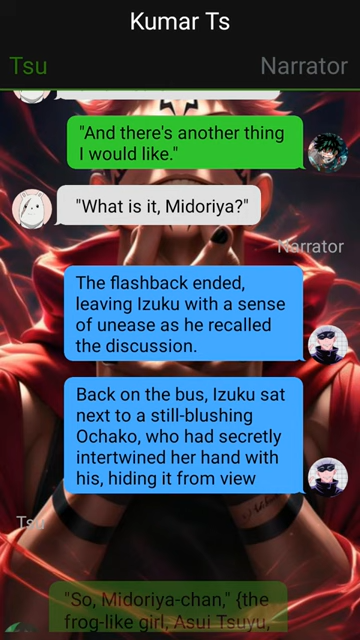 Kumar Ts
Tsu
Narrator
"And there's another thing
I would like."
"What is it, Midoriya?"
Narrator
The flashback ended,
leaving Izuku with a sense
of unease as he recalled
the discussion.
Back on the bus, Izuku sat
next to a still-blushing
Ochako, who had secretly
intertwined her hand with
his, hiding it from view
Tsu
"So, Midoriya-chan," {the
frog-like girl, Asui Tsuyu,